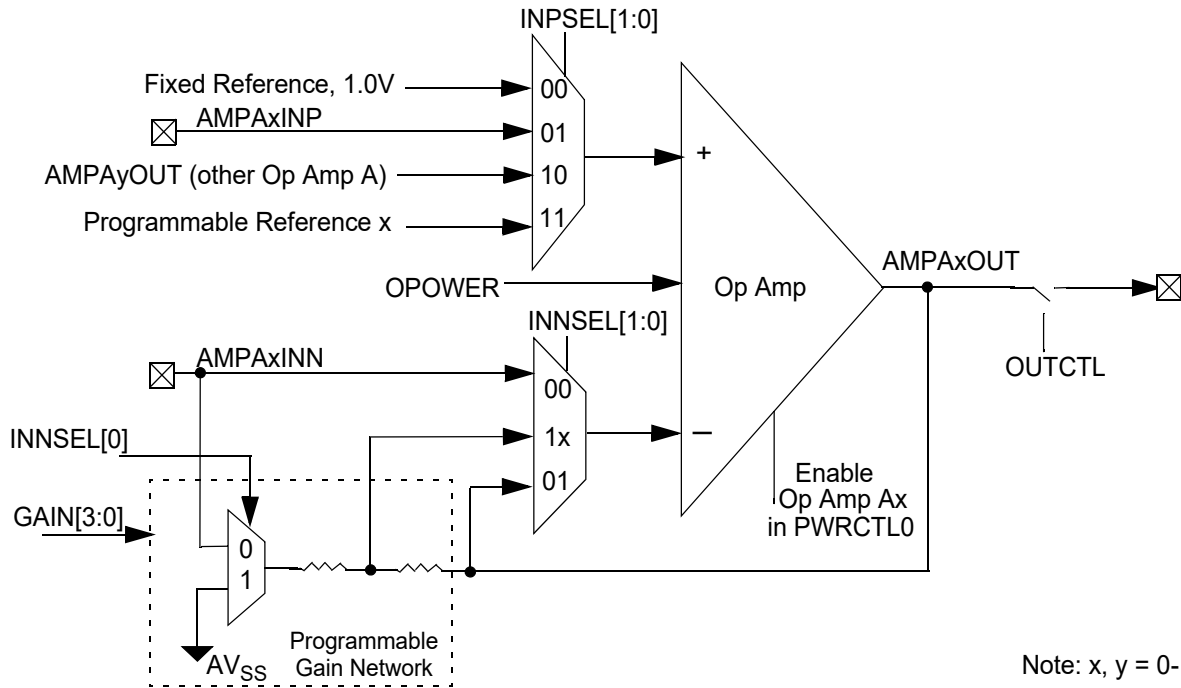 INPSEL[1:0]
Fixed Reference, 1.0V
00
AMPAxINP
01
AMPAyOUT (other Op Amp A)
10
Programmable Reference x
11
+
OPOWER
Op Amp
AMPAxOUT
INNSEL[1:0]
AMPAxINN
00
OUTCTL
INNSEL[0]
1x
–
01
Enable
Op Amp Ax
in PWRCTL0
GAIN[3:0]
0
1
Programmable
Gain Network
AVSS
Note: x, y = 0-